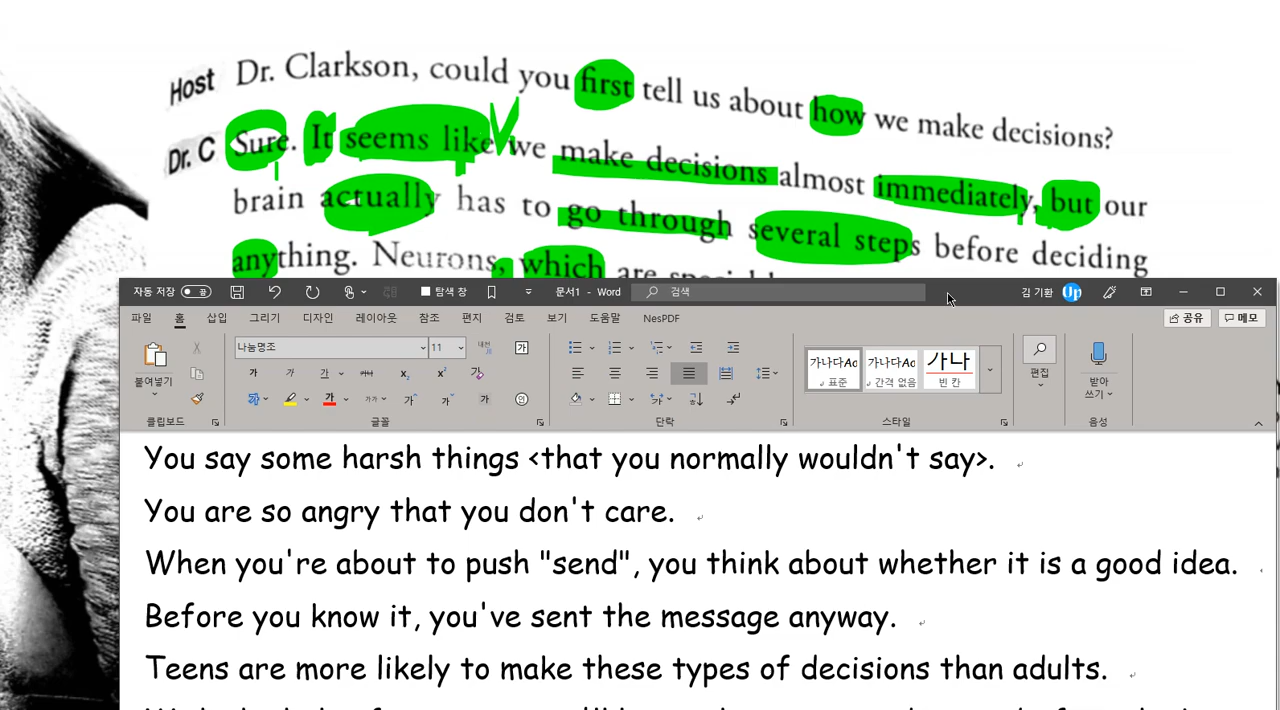 Host Dr. Clarkson, could you first tell us about how we make decisions?
Dr. C Sure. It seems like we make decisions almost immediately, but our
brain actually has to go through several steps before deciding
anything. Neurons, which are
자동 저장 끌 탐색 창 문서1 - Word 검색 김 기환
파일 홈 삽입 그리기 디자인 레이아웃 참조 편지 검토 보기 도움말 NesPDF 공유 메모
나눔명조 11
가나다Ac 가나다Ac 가나
붙여넣기 표준 간격 없음 빈 칸 편집 받아
쓰기
클립보드 글꼴 단락 스타일 음성
You say some harsh things <that you normally wouldn't say>.
You are so angry that you don't care.
When you're about to push "send", you think about whether it is a good idea.
Before you know it, you've sent the message anyway.
Teens are more likely to make these types of decisions than adults.